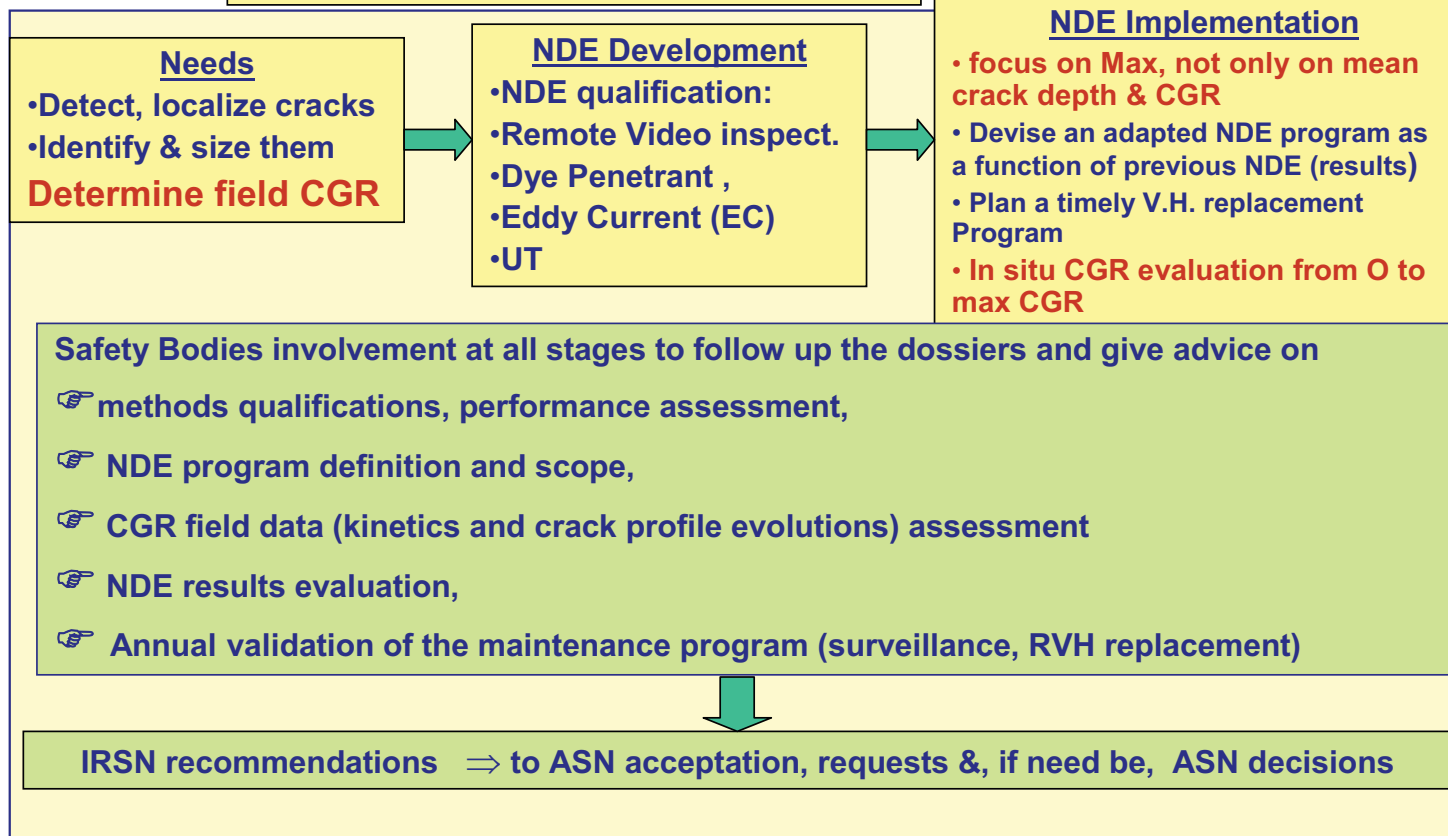 Needs
•Detect, localize cracks
•Identify & size them
Determine field CGR
NDE Development
•NDE qualification:
•Remote Video inspect.
•Dye Penetrant ,
•Eddy Current (EC)
•UT
NDE Implementation
• focus on Max, not only on mean
crack depth & CGR
• Devise an adapted NDE program as
a function of previous NDE (results)
• Plan a timely V.H. replacement
Program
• In situ CGR evaluation from O to
max CGR
Safety Bodies involvement at all stages to follow up the dossiers and give advice on
☞methods qualifications, performance assessment,
☞ NDE program definition and scope,
☞ CGR field data (kinetics and crack profile evolutions) assessment
☞ NDE results evaluation,
☞ Annual validation of the maintenance program (surveillance, RVH replacement)
IRSN recommendations ⇒ to ASN acceptation, requests &, if need be, ASN decisions